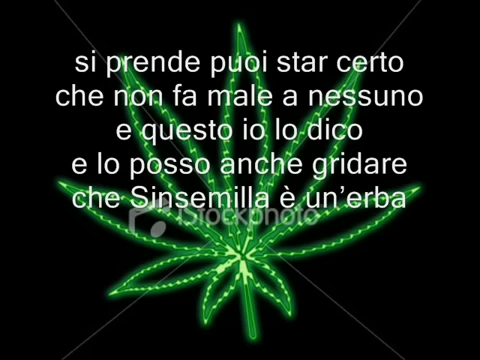 si prende puoi star certo
che non fa male a nessuno
e questo io lo dico
e lo posso anche gridare
che Sinsemilla è un'erba
iStockphoto